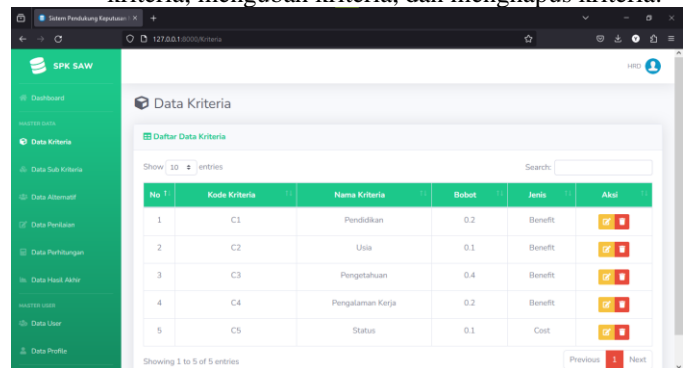 kriteria, mengubah kriteria, dan menghapus kriteria.
Sistem Pendukung Keputusan
127.0.0.1:8000/Kriteria
SPK SAW
HRD
Dashboard
Data Kriteria
MASTER DATA
Data Kriteria
Daftar Data Kriteria
Data Sub Kriteria
Show 10 entries
Search:
Data Alternatif
No Kode Kriteria Nama Kriteria Bobot Jenis Aksi
1 C1 Pendidikan 0.2 Benefit
Data Penilaian
2 C2 Usia 0.1 Benefit
Data Perhitungan
3 C3 Pengetahuan 0.4 Benefit
Data Hasil Akhir
4 C4 Pengalaman Kerja 0.2 Benefit
MASTER USER
Data User
5 C5 Status 0.1 Cost
Data Profile
Showing 1 to 5 of 5 entries
Previous 1 Next